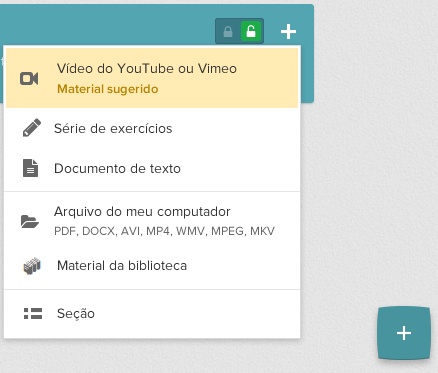 Vídeo do YouTube ou Vimeo
Material sugerido
Série de exercícios
Documento de texto
Arquivo do meu computador
PDF, DOCX, AVI, MP4, WMV, MPEG, MKV
Material da biblioteca
Seção